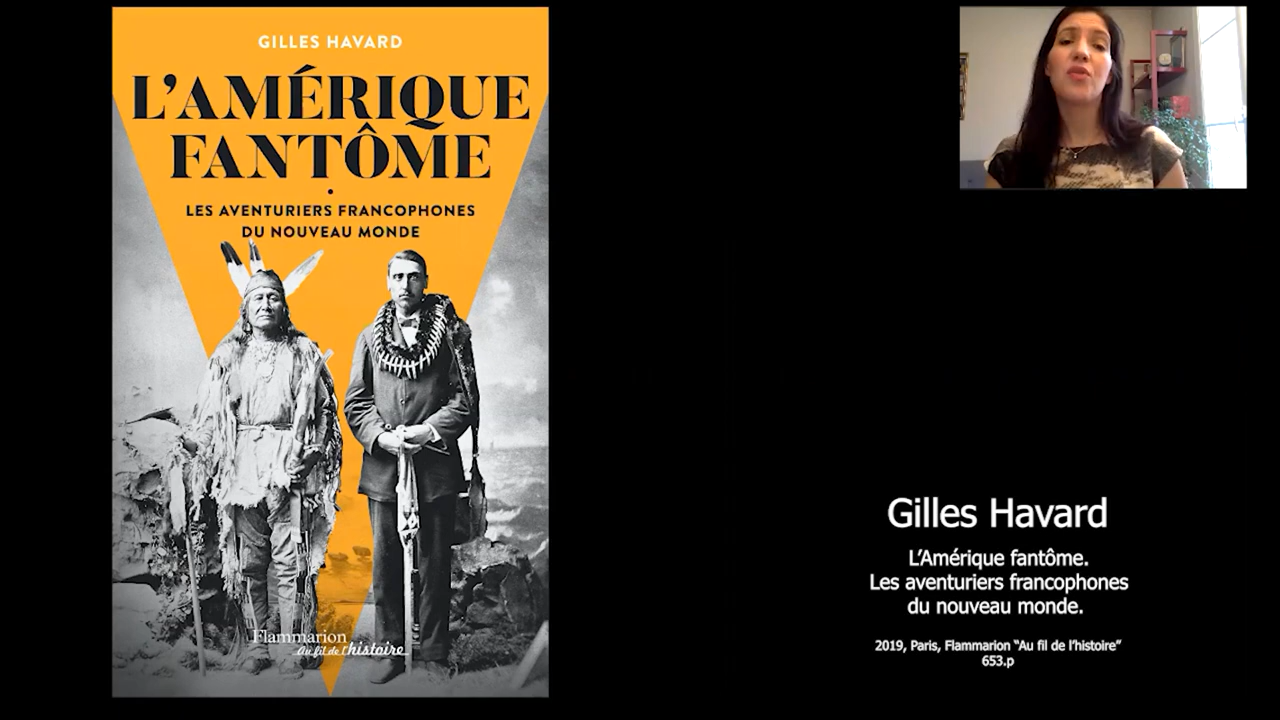 GILLES HAVARD
L'AMÉRIQUE
FANTÔME
•
LES AVENTURIERS FRANCOPHONES
DU NOUVEAU MONDE
Flammarion
Au fil de l'histoire
Gilles Havard
L'Amérique fantôme.
Les aventuriers francophones
du nouveau monde.
2019, Paris, Flammarion “Au fil de l'histoire”
653.p